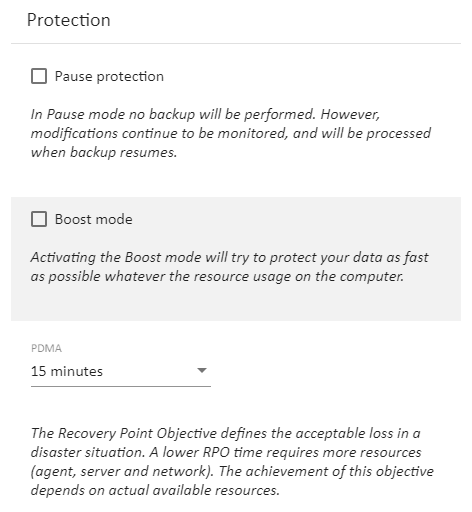 Protection
Pause protection
In Pause mode no backup will be performed. However,
modifications continue to be monitored, and will be processed
when backup resumes.
Boost mode
Activating the Boost mode will try to protect your data as fast
as possible whatever the resource usage on the computer.
PDMA
15 minutes
The Recovery Point Objective defines the acceptable loss in a
disaster situation. A lower RPO time requires more resources
(agent, server and network). The achievement of this objective
depends on actual available resources.